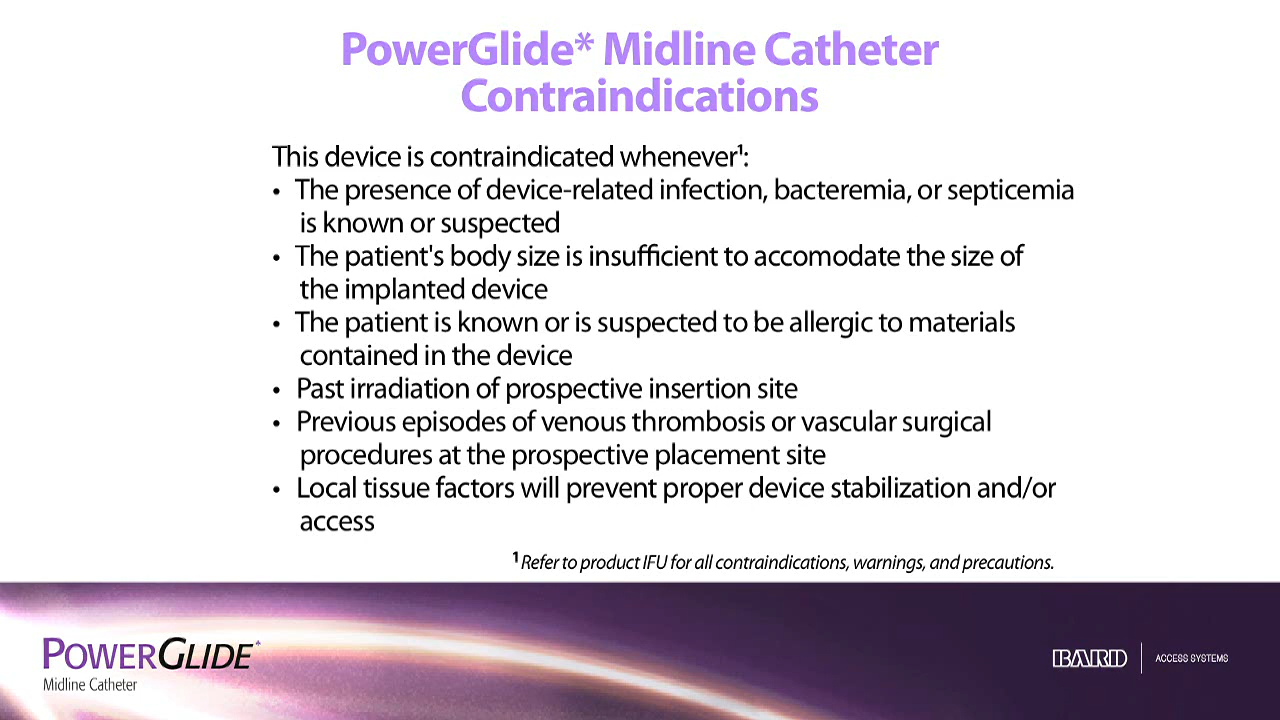 PowerGlide* Midline Catheter
Contraindications
This device is contraindicated whenever¹:
• The presence of device-related infection, bacteremia, or septicemia
is known or suspected
• The patient's body size is insufficient to accomodate the size of
the implanted device
• The patient is known or is suspected to be allergic to materials
contained in the device
• Past irradiation of prospective insertion site
• Previous episodes of venous thrombosis or vascular surgical
procedures at the prospective placement site
• Local tissue factors will prevent proper device stabilization and/or
access
¹ Refer to product IFU for all contraindications, warnings, and precautions.
POWERGLIDE*
Midline Catheter
BARD | ACCESS SYSTEMS